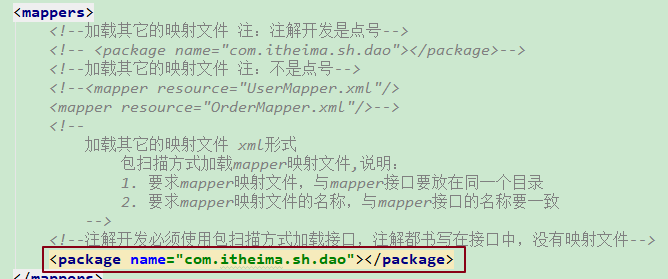 <mappers>
<!--加载其它的映射文件 注：注解开发是点号-->
<!-- <package name="com.itheima.sh.dao"></package>-->
<!--加载其它的映射文件 注：不是点号-->
<!--<mapper resource="UserMapper.xml"/>
<mapper resource="OrderMapper.xml"/>-->
<!--
加载其它的映射文件 xml形式
包扫描方式加载mapper映射文件,说明：
1. 要求mapper映射文件，与mapper接口要放在同一个目录
2. 要求mapper映射文件的名称，与mapper接口的名称要一致
-->
<!--注解开发必须使用包扫描方式加载接口，注解都书写在接口中，没有映射文件-->
<package name="com.itheima.sh.dao"></package>
</mappers>